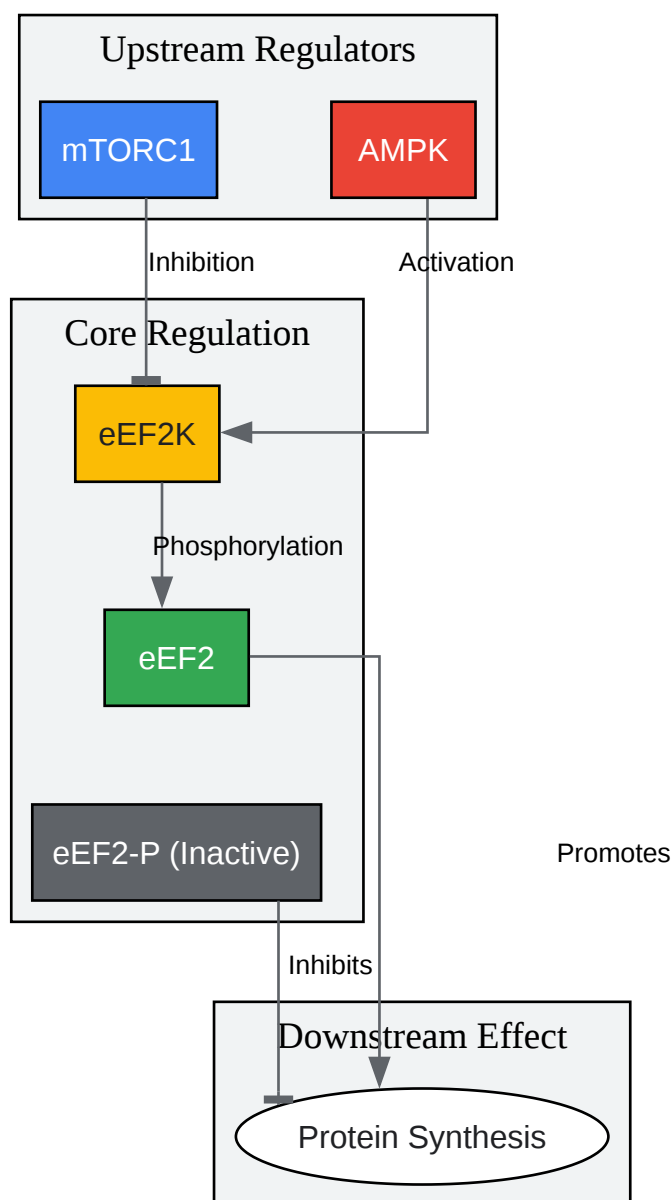 Upstream Regulators
mTORC1
AMPK
Inhibition
Activation
Core Regulation
eEF2K
Phosphorylation
eEF2
eEF2-P (Inactive)
Promotes
Inhibits
Downstream Effect
Protein Synthesis